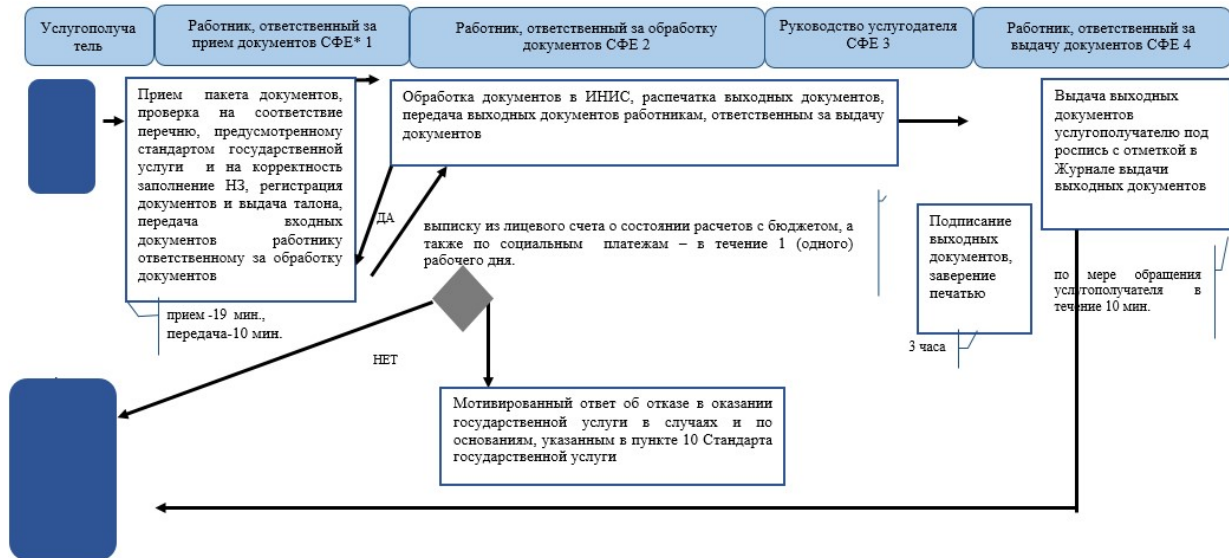 Услугополуча
тель
Работник, ответственный за
прием документов СФЕ* 1
Работник, ответственный за обработку
документов СФЕ 2
Руководство услугодателя
СФЕ 3
Работник, ответственный за
выдачу документов СФЕ 4
Прием пакета документов,
проверка на соответствие
перечню, предусмотренному
стандартом государственной
услуги и на корректность
заполнение НЗ, регистрация
документов и выдача талона,
передача входных
документов работнику
ответственному за обработку
документов
Обработка документов в ИНИС, распечатка выходных документов,
передача выходных документов работникам, ответственным за выдачу
документов
Выдача выходных
документов
услугополучателю под
роспись с отметкой в
Журнале выдачи
выходных документов
ДА
выписку из лицевого счета о состоянии расчетов с бюджетом, а
также по социальным платежам – в течение 1 (одного)
рабочего дня.
Подписание
выходных
документов,
заверение
печатью
по мере обращения
услугополучателя в
течение 10 мин.
прием -19 мин.,
передача-10 мин.
3 часа
НЕТ
Мотивированный ответ об отказе в оказании
государственной услуги в случаях и по
основаниям, указанным в пункте 10 Стандарта
государственной услуги